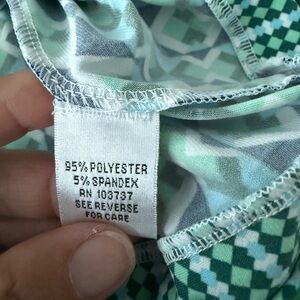 95% POLYESTER
5% SPANDEX
RN 103737
SEE REVERSE
FOR CARE